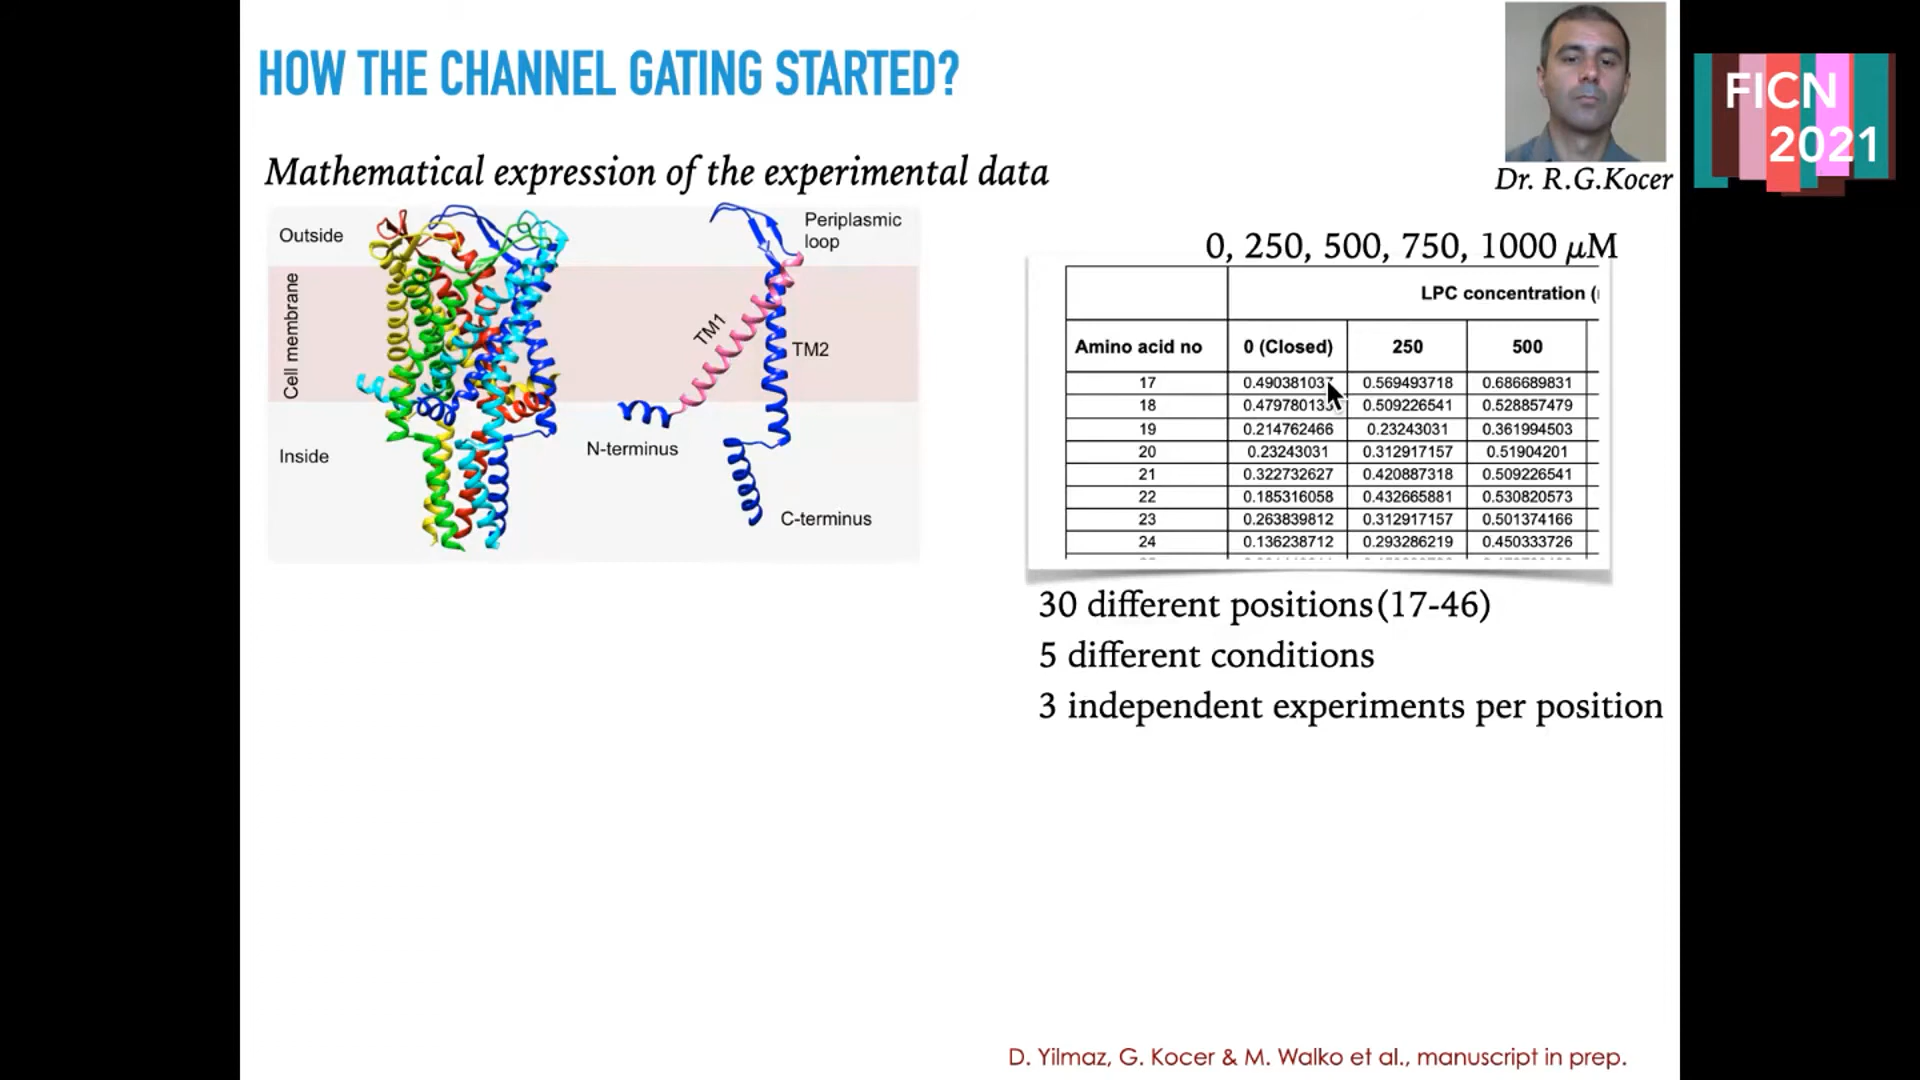 HOW THE CHANNEL GATING STARTED?
FICN
2021
Mathematical expression of the experimental data
Dr. R.G.Kocer
Outside
Cell membrane
Inside
Periplasmic
loop
TM1
TM2
N-terminus
C-terminus
0, 250, 500, 750, 1000 μM
LPC concentration (
Amino acid no 0 (Closed) 250 500
17 0.490381037 0.569493718 0.686689831
18 0.509226541 0.528857479
19 0.214762466 0.23243031 0.361994503
20 0.23243031 0.312917157 0.51904201
21 0.322732627 0.420887318 0.509226541
22 0.185316058 0.432665881 0.530820573
23 0.263839812 0.312917157 0.501374166
24 0.136238712 0.293286219 0.450333726
30 different positions(17-46)
5 different conditions
3 independent experiments per position
D. Yilmaz, G. Kocer & M. Walko et al., manuscript in prep.